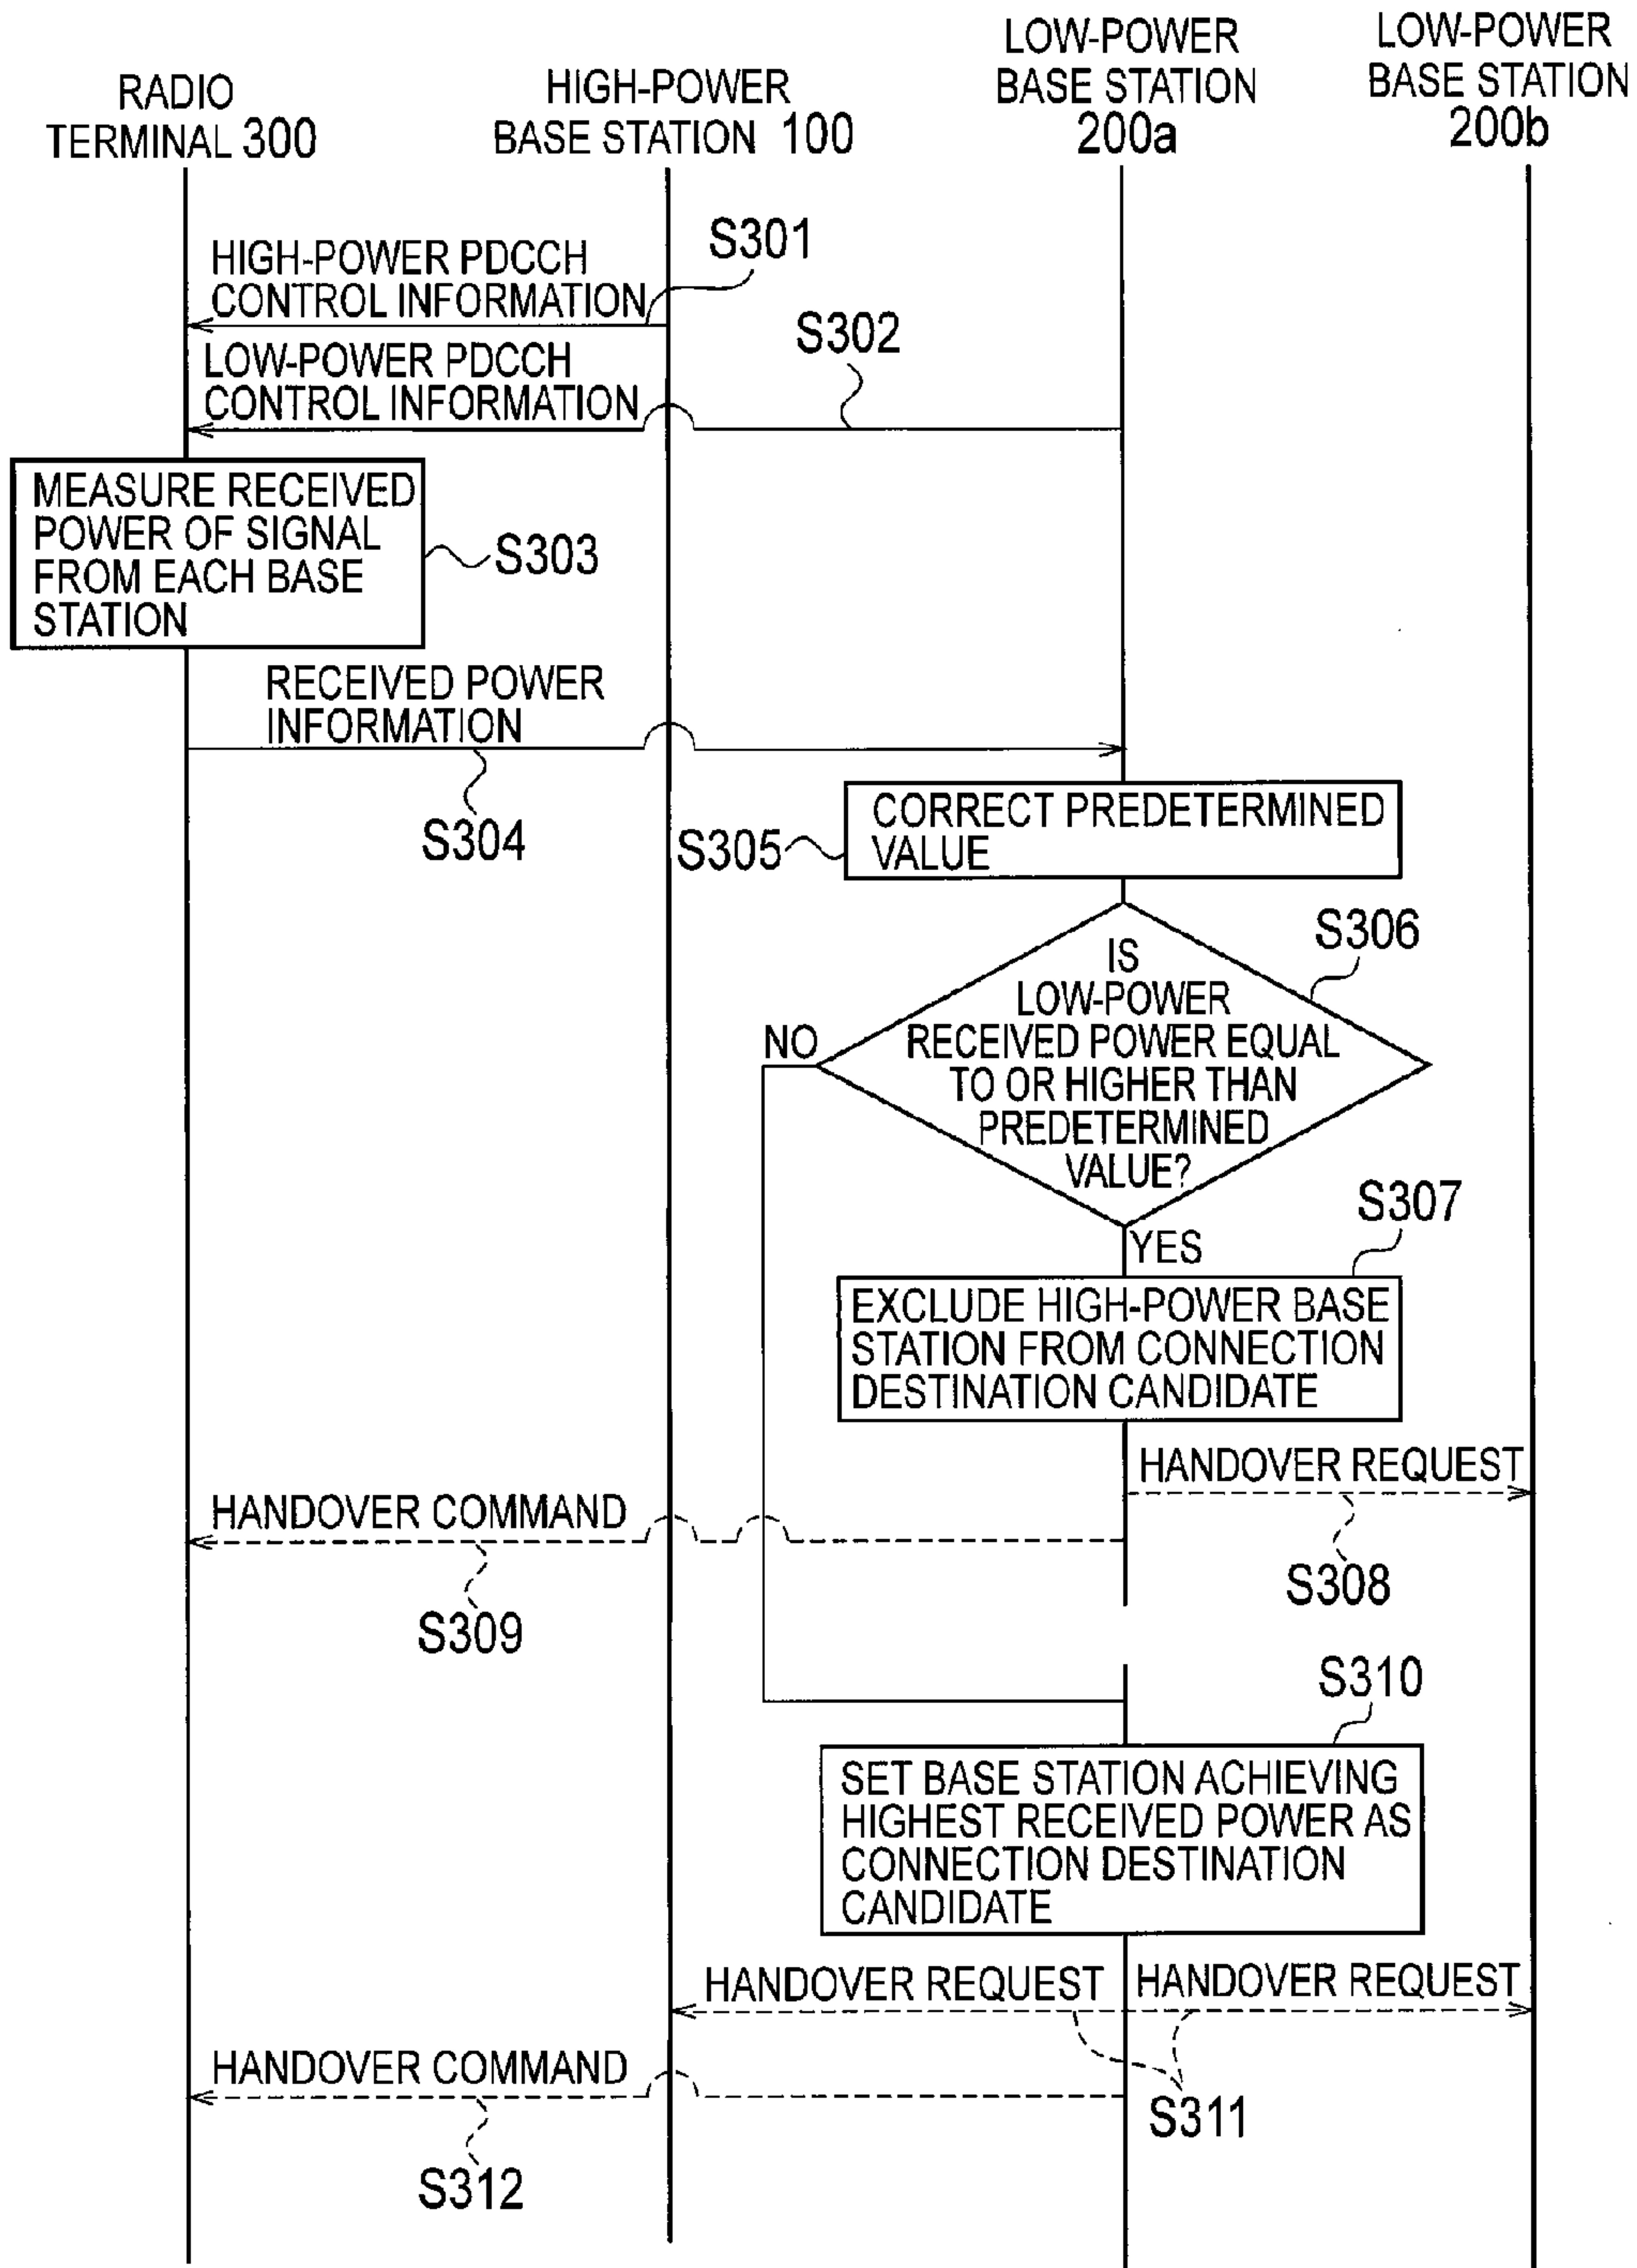 RADIO
TERMINAL 300
HIGH-POWER
BASE STATION 100
LOW-POWER
BASE STATION
200a
LOW-POWER
BASE STATION
200b
HIGH-POWER PDCCH
CONTROL INFORMATION
S301
LOW-POWER PDCCH
CONTROL INFORMATION
S302
MEASURE RECEIVED
POWER OF SIGNAL
FROM EACH BASE
STATION
S303
RECEIVED POWER
INFORMATION
S304
CORRECT PREDETERMINED
VALUE
S305
IS
LOW-POWER
RECEIVED POWER EQUAL
TO OR HIGHER THAN
PREDETERMINED
VALUE?
S306
NO
YES
S307
EXCLUDE HIGH-POWER BASE
STATION FROM CONNECTION
DESTINATION CANDIDATE
HANDOVER REQUEST
S308
HANDOVER COMMAND
S309
S310
SET BASE STATION ACHIEVING
HIGHEST RECEIVED POWER AS
CONNECTION DESTINATION
CANDIDATE
HANDOVER REQUEST
HANDOVER REQUEST
S311
HANDOVER COMMAND
S312